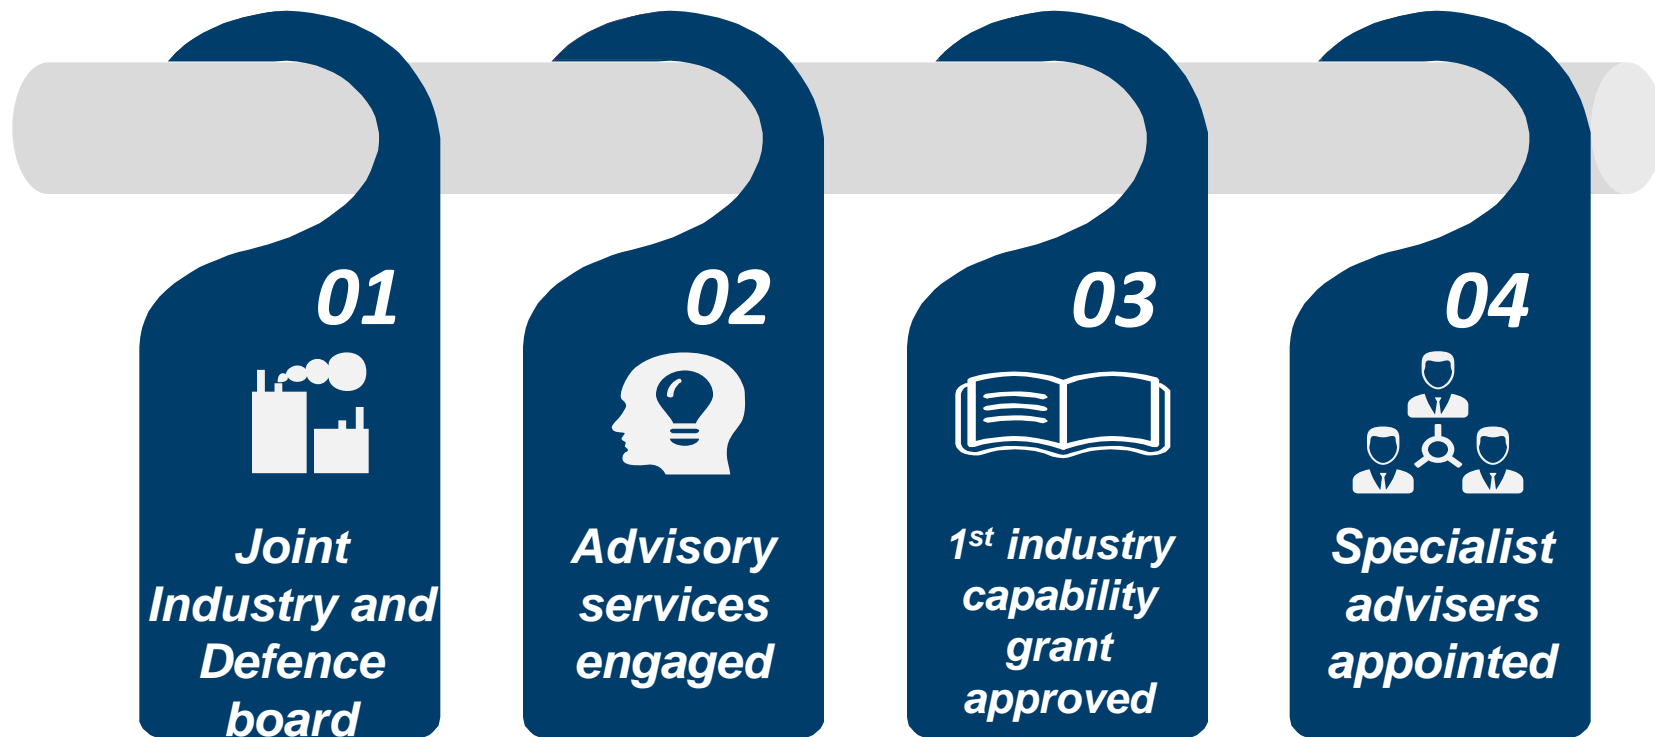 01
Joint
Industry and
Defence
board
02
Advisory
services
engaged
03
1st industry
capability
grant
approved
04
Specialist
advisers
appointed